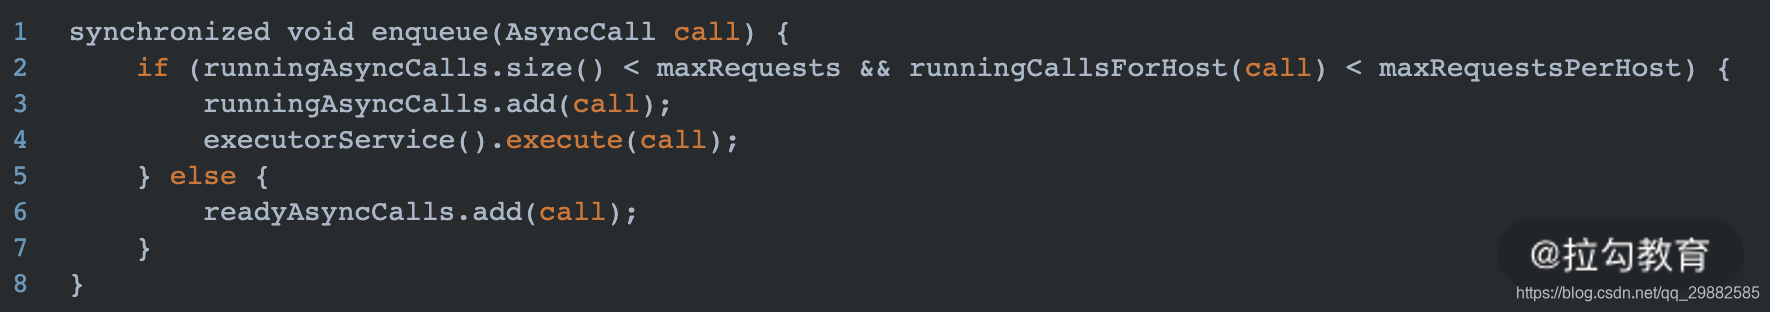 1 synchronized void enqueue(AsyncCall call) {
2     if (runningAsyncCalls.size() < maxRequests && runningCallsForHost(call) < maxRequestsPerHost) {
3         runningAsyncCalls.add(call);
4         executorService().execute(call);
5     } else {
6         readyAsyncCalls.add(call);
7     }
8 }
@拉勾教育
https://blog.csdn.net/qq_29882585